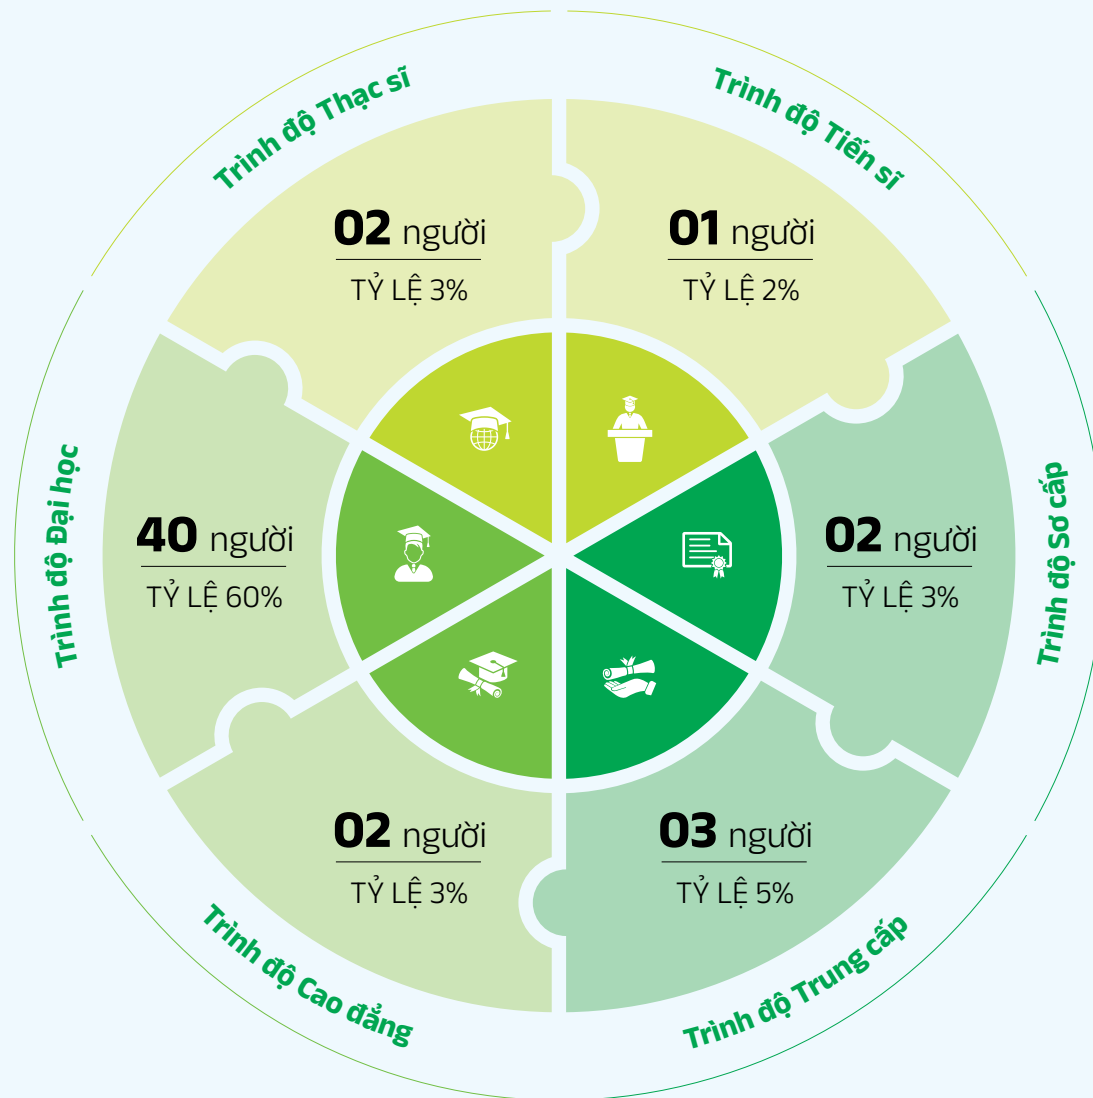 Trình độ Thạc sĩ
02 người
TỶ LỆ 3%
Trình độ Tiến sĩ
01 người
TỶ LỆ 2%
Trình độ Đại học
40 người
TỶ LỆ 60%
Trình độ Sơ cấp
02 người
TỶ LỆ 3%
Trình độ Cao đẳng
02 người
TỶ LỆ 3%
Trình độ Trung cấp
03 người
TỶ LỆ 5%